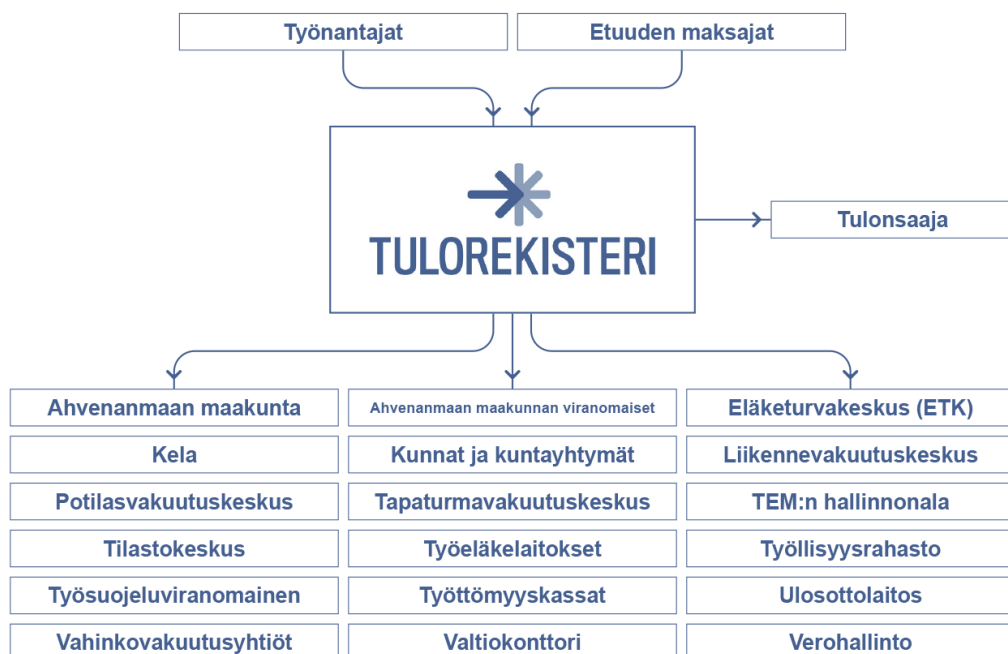 Työnantajat
Etuuden maksajat
TULOREKISTERI
Tulonsaaja
Ahvenanmaan maakunta
Ahvenanmaan maakunnan viranomaiset
Eläketurvakeskus (ETK)
Kela
Kunnat ja kuntayhtymät
Liikennevakuutuskeskus
Potilasvakuutuskeskus
Tapaturmavakuutuskeskus
TEM:n hallinnonala
Tilastokeskus
Työeläkelaitokset
Työllisyysrahasto
Työsuojeluviranomainen
Työttömyyskassat
Ulosottolaitos
Vahinkovakuutusyhtiöt
Valtiokonttori
Verohallinto